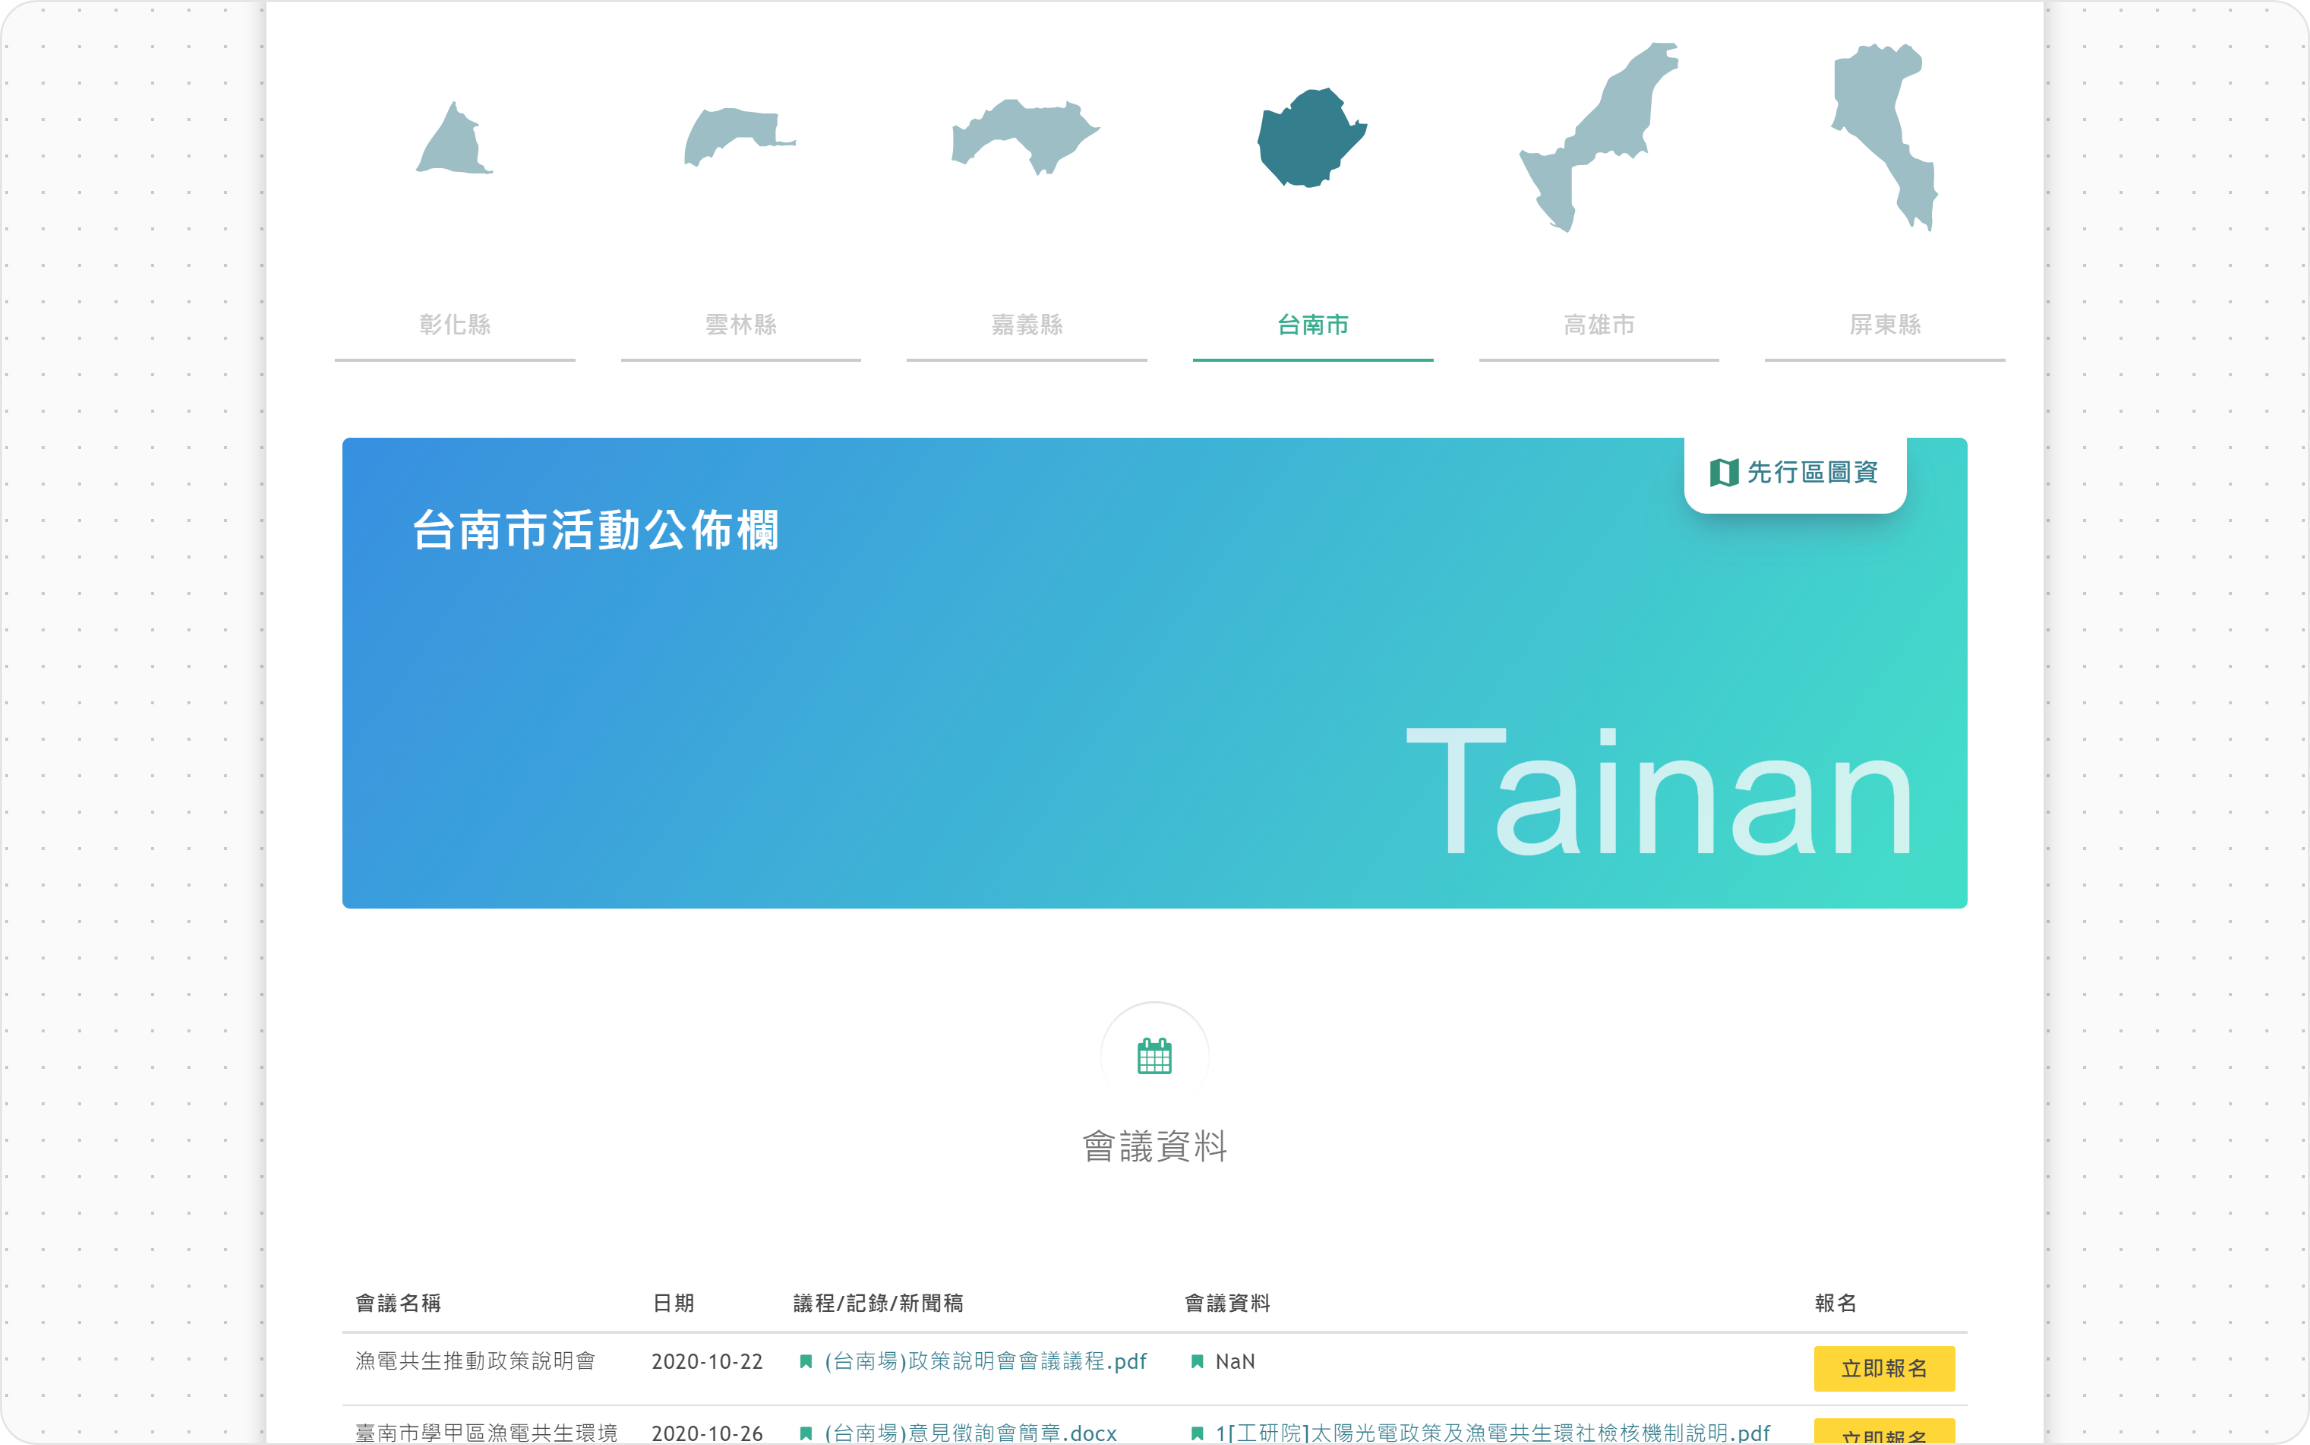 彰化縣 雲林縣 嘉義縣 台南市 高雄市 屏東縣
先行區圖資
台南市活動公佈欄
Tainan
會議資料
會議名稱 日期 議程/記錄/新聞稿 會議資料 報名
漁電共生推動政策說明會 2020-10-22 (台南場)政策說明會會議議程.pdf NaN 立即報名
臺南市學甲區漁電共生環境 2020-10-26 (台南場)意見徵詢會簡章.docx 1[工研院]太陽光電政策及漁電共生環社檢核機制說明.pdf 立即報名